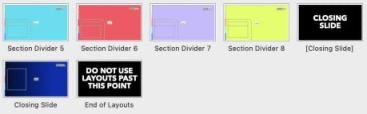 CLOSING
SLIDE
Section Divider 5
Section Divider 6
Section Divider 7
Section Divider 8
[Closing Slide]
DO NOT USE
LAYOUTS PAST
THIS POINT
Closing Slide
End of Layouts